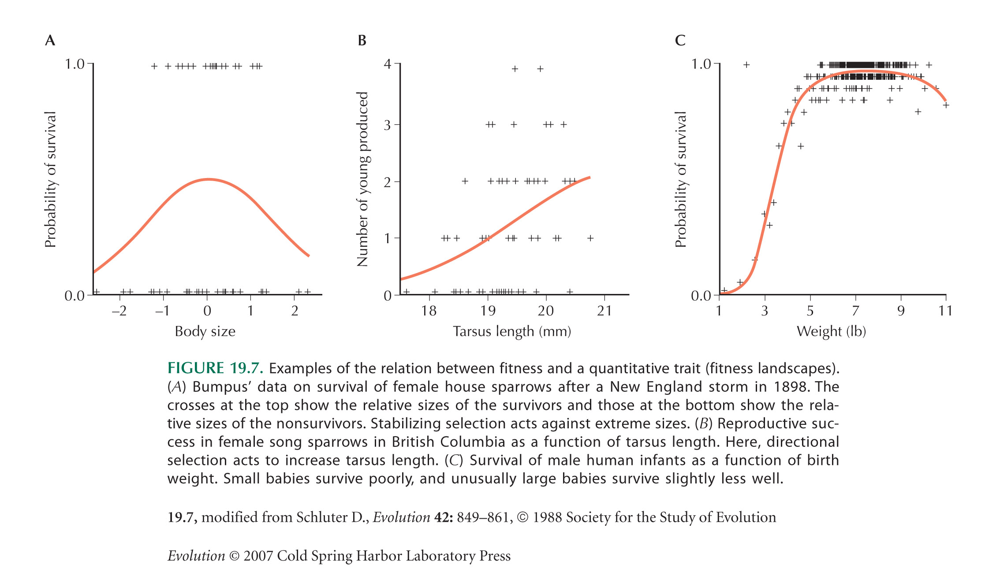 A
B
C
1.0
0.0
Probability of survival
–2
–1
0
1
2
Body size
4
3
2
1
0
Number of young produced
18
19
20
21
Tarsus length (mm)
1.0
0.0
Probability of survival
1
3
5
7
9
11
Weight (lb)
FIGURE 19.7. Examples of the relation between fitness and a quantitative trait (fitness landscapes).
(A) Bumpus’ data on survival of female house sparrows after a New England storm in 1898. The
crosses at the top show the relative sizes of the survivors and those at the bottom show the rela-
tive sizes of the nonsurvivors. Stabilizing selection acts against extreme sizes. (B) Reproductive suc-
cess in female song sparrows in British Columbia as a function of tarsus length. Here, directional
selection acts to increase tarsus length. (C) Survival of male human infants as a function of birth
weight. Small babies survive poorly, and unusually large babies survive slightly less well.
19.7, modified from Schluter D., Evolution 42: 849–861, © 1988 Society for the Study of Evolution
Evolution © 2007 Cold Spring Harbor Laboratory Press